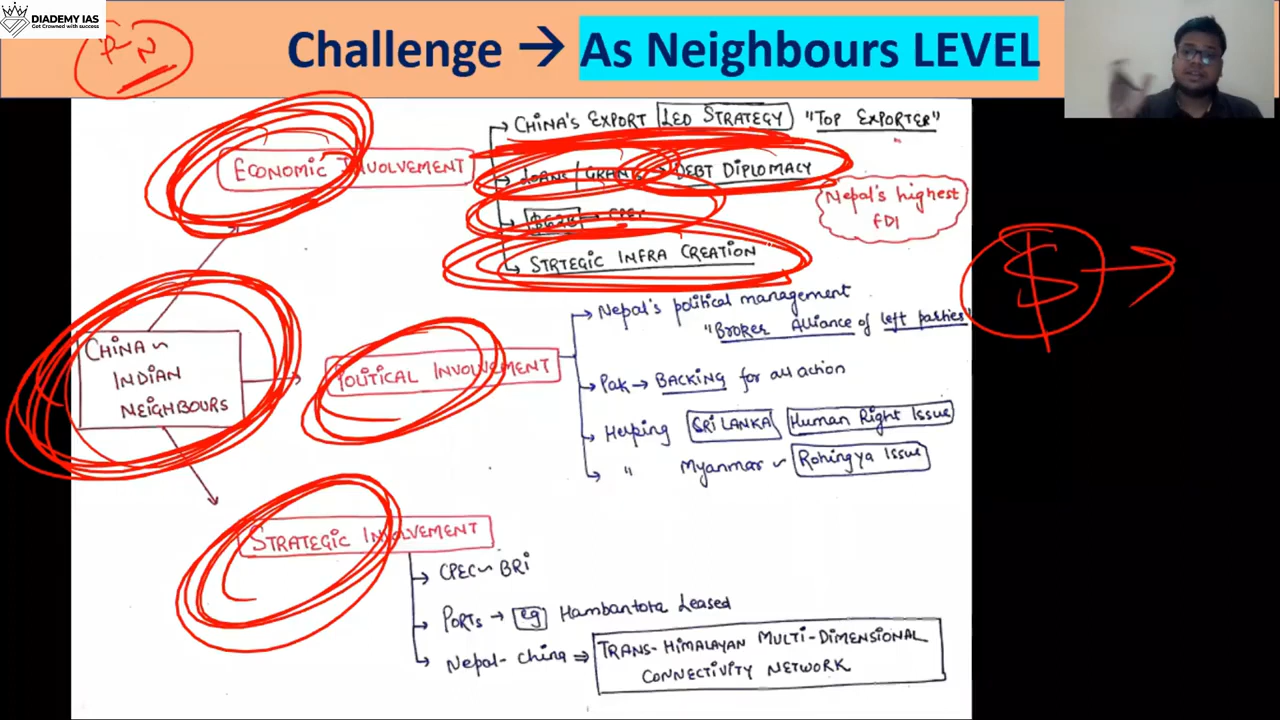 DIADEMY IAS
Get Crowned with success
Challenge → As Neighbours LEVEL
ECONOMIC INVOLVEMENT
→ CHINA'S EXPORT LED STRATEGY "TOP EXPORTER"
→ LOANS / GRANTS → DEBT DIPLOMACY
Nepal's highest
FDI
→ STRTEGIC INFRA CREATION
$ →
CHINA ~
INDIAN
NEIGHBOURS
POLITICAL INVOLVEMENT
→ Nepal's political management
"BROKER Alliance of left parties"
→ Pak → BACKING for all action
→ Helping SRI LANKA Human Right Issue
→ " Myanmar ~ Rohingya Issue
STRATEGIC INVOLVEMENT
→ CPEC ~ BRI
→ PORTS → eg Hambantota Leased
→ Nepal - China ⇒ TRANS-HIMALAYAN MULTI-DIMENSIONAL
CONNECTIVITY NETWORK